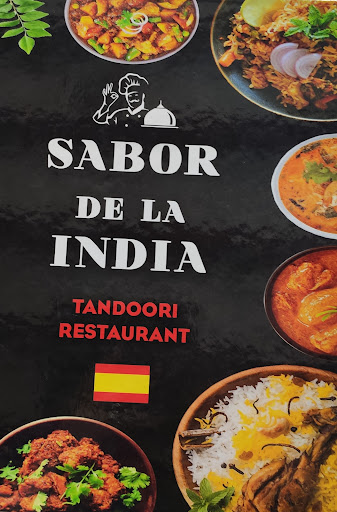 SABOR
DE LA
INDIA
TANDOORI
RESTAURANT